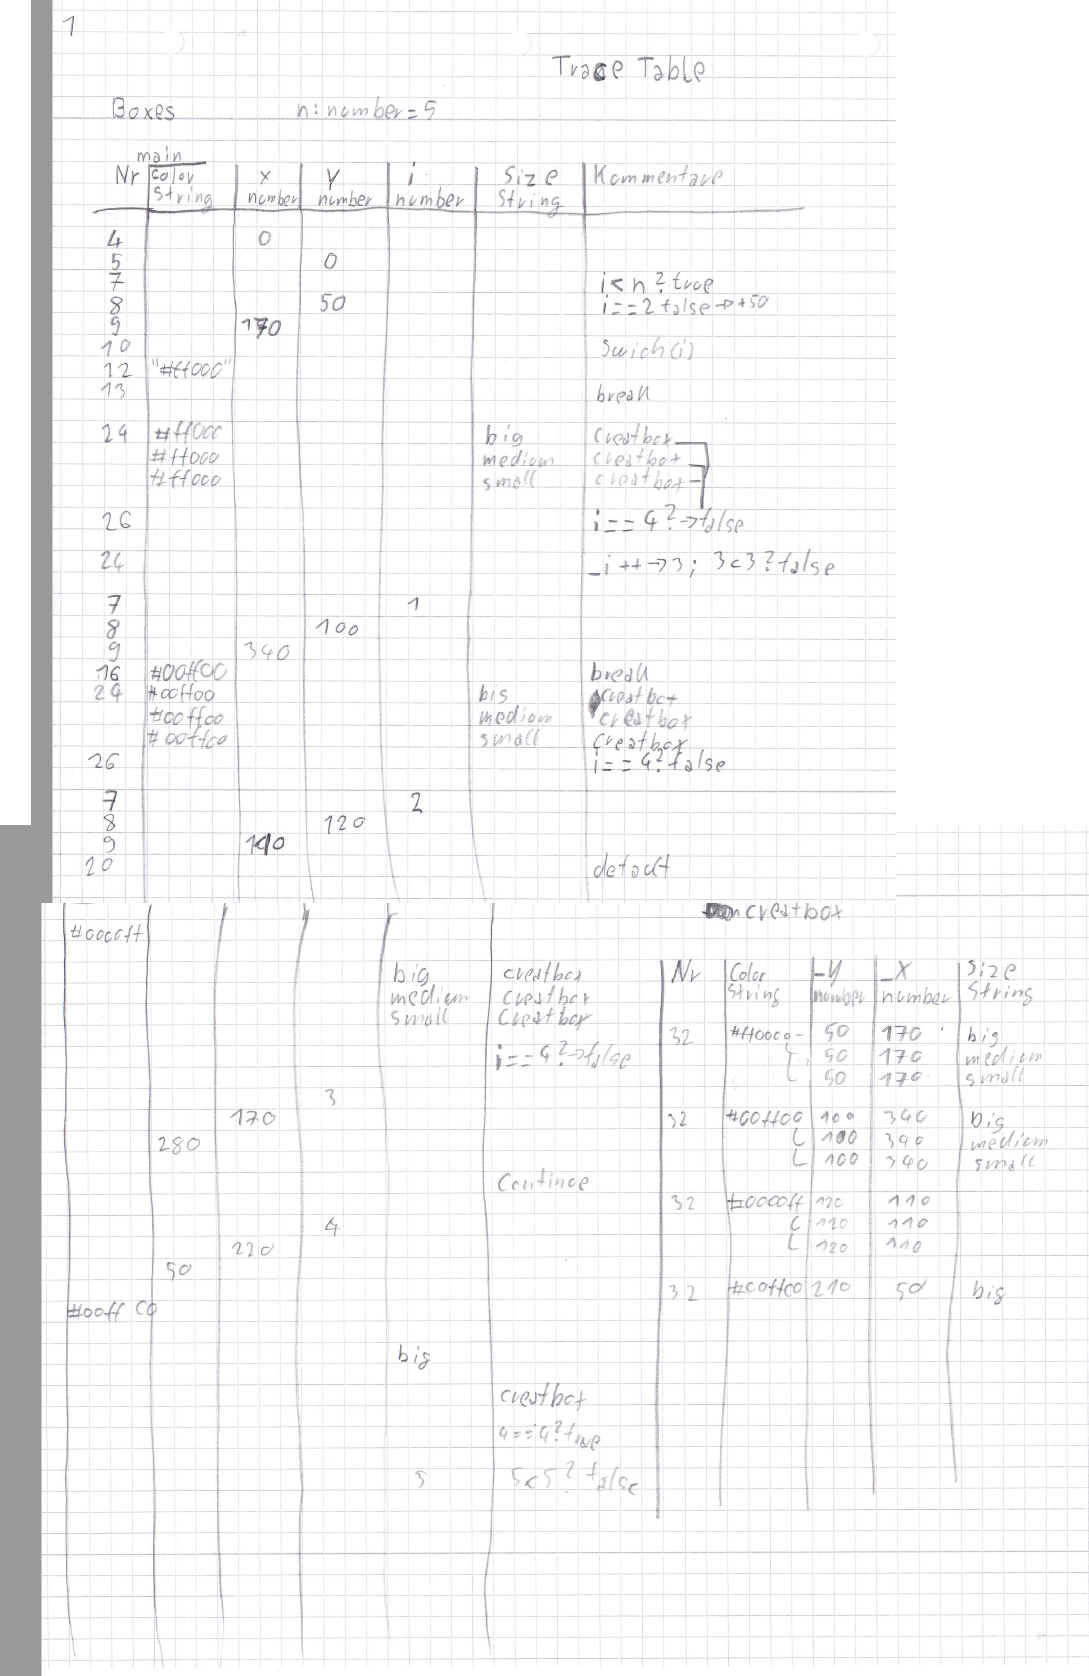 1
Trace Table
Boxes n: number = 5
main
Nr Color x y i Size Kommentare
String number number number String
4 0
5 0
7 i < n ? true
8 50 i == 2 false → +50
9 170
10 swich(i)
12 "#ff000"
13 break
24 #ff000 big creatbox
#ff000 medium creatbox
#ff000 small creatbox
26 i == 4 ? → false
24 _i ++ → 3; 3<3? false
7 1
8 100
9 340
16 #00ff00 break
24 #00ff00 big creatbox
#00ff00 medium creatbox
#00ff00 small creatbox
26 i == 4? false
7 2
8 120
9 110
20 default
#0000ff
big creatbox
medium creatbox
small creatbox
i == 4? → false
3
170
280
Continue
4
220
50
#00ff C0
big
creatbox
4 == 4? true
5 5<5? false
creatbox
Nr Color _y _x Size
String number number String
32 #ff0000 50 170 big
50 170 medium
50 170 small
32 #00ff00 100 340 big
100 340 medium
100 340 small
32 #0000ff 120 110
120 110
120 110
32 #00ff00 210 50 big